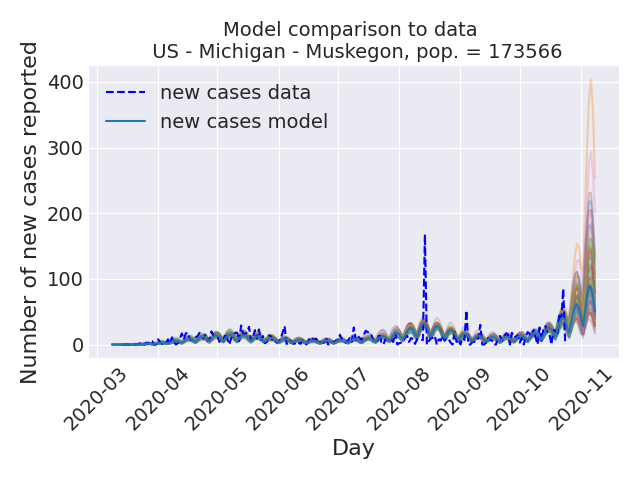 Model comparison to data
US - Michigan - Muskegon, pop. = 173566
Number of new cases reported
400
300
200
100
0
new cases data
new cases model
2020-03
2020-04
2020-05
2020-06
2020-07
2020-08
2020-09
2020-10
2020-11
Day